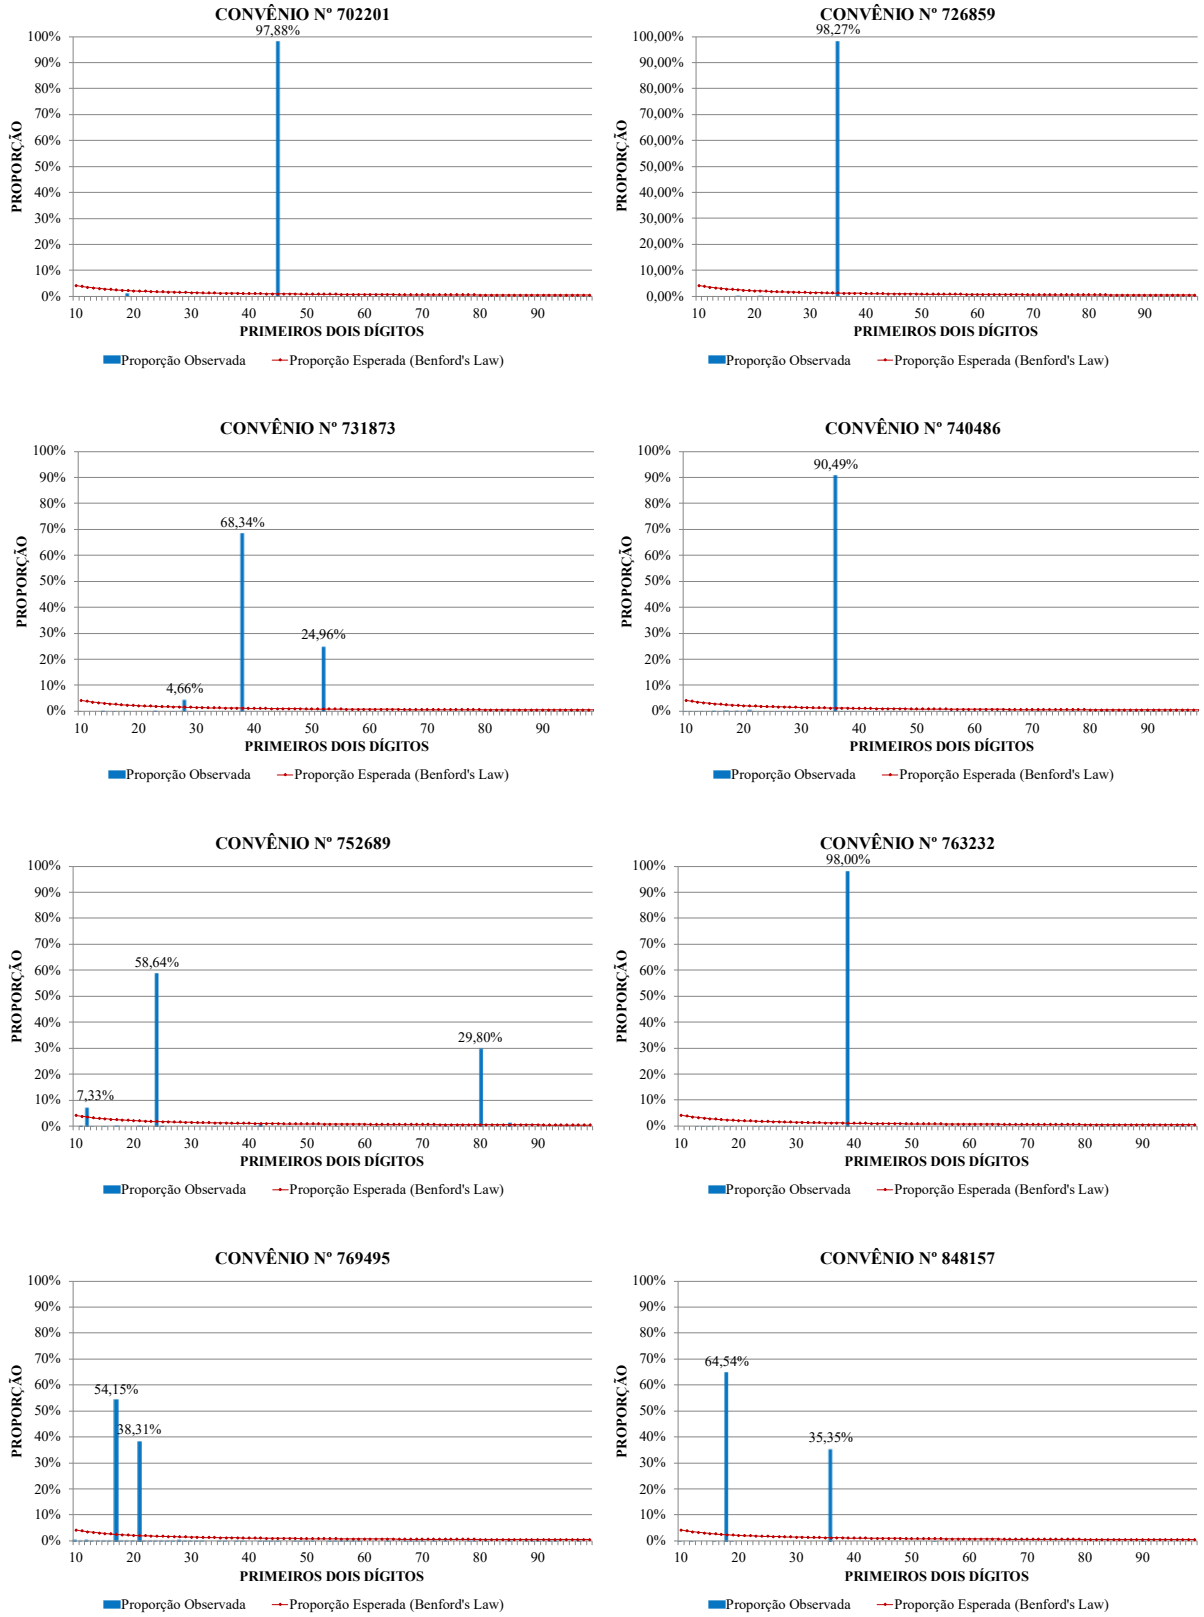 CONVÊNIO Nº 702201
97,88%
100%
90%
80%
70%
60%
50%
40%
30%
20%
10%
0%
PROPORÇÃO
10 20 30 40 50 60 70 80 90
PRIMEIROS DOIS DÍGITOS
Proporção Observada Proporção Esperada (Benford's Law)
CONVÊNIO Nº 726859
98,27%
100,00%
90,00%
80,00%
70,00%
60,00%
50,00%
40,00%
30,00%
20,00%
10,00%
0,00%
PROPORÇÃO
10 20 30 40 50 60 70 80 90
PRIMEIROS DOIS DÍGITOS
Proporção Observada Proporção Esperada (Benford's Law)
CONVÊNIO Nº 731873
100%
90%
80%
70%
60%
50%
40%
30%
20%
10%
0%
68,34%
24,96%
4,66%
PROPORÇÃO
10 20 30 40 50 60 70 80 90
PRIMEIROS DOIS DÍGITOS
Proporção Observada Proporção Esperada (Benford's Law)
CONVÊNIO Nº 740486
100%
90%
80%
70%
60%
50%
40%
30%
20%
10%
0%
90,49%
PROPORÇÃO
10 20 30 40 50 60 70 80 90
PRIMEIROS DOIS DÍGITOS
Proporção Observada Proporção Esperada (Benford's Law)
CONVÊNIO Nº 752689
100%
90%
80%
70%
60%
50%
40%
30%
20%
10%
0%
58,64%
29,80%
7,33%
PROPORÇÃO
10 20 30 40 50 60 70 80 90
PRIMEIROS DOIS DÍGITOS
Proporção Observada Proporção Esperada (Benford's Law)
CONVÊNIO Nº 763232
98,00%
100%
90%
80%
70%
60%
50%
40%
30%
20%
10%
0%
PROPORÇÃO
10 20 30 40 50 60 70 80 90
PRIMEIROS DOIS DÍGITOS
Proporção Observada Proporção Esperada (Benford's Law)
CONVÊNIO Nº 769495
100%
90%
80%
70%
60%
50%
40%
30%
20%
10%
0%
54,15%
38,31%
PROPORÇÃO
10 20 30 40 50 60 70 80 90
PRIMEIROS DOIS DÍGITOS
Proporção Observada Proporção Esperada (Benford's Law)
CONVÊNIO Nº 848157
100%
90%
80%
70%
60%
50%
40%
30%
20%
10%
0%
64,54%
35,35%
PROPORÇÃO
10 20 30 40 50 60 70 80 90
PRIMEIROS DOIS DÍGITOS
Proporção Observada Proporção Esperada (Benford's Law)